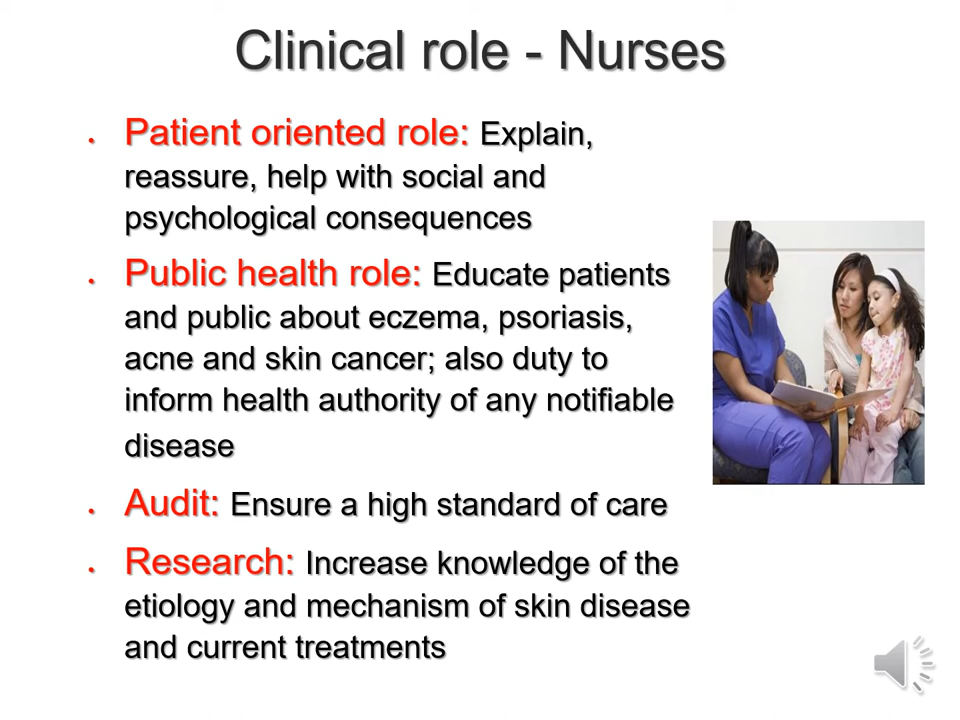 Clinical role - Nurses
• Patient oriented role: Explain,
reassure, help with social and
psychological consequences
• Public health role: Educate patients
and public about eczema, psoriasis,
acne and skin cancer; also duty to
inform health authority of any notifiable
disease
• Audit: Ensure a high standard of care
• Research: Increase knowledge of the
etiology and mechanism of skin disease
and current treatments